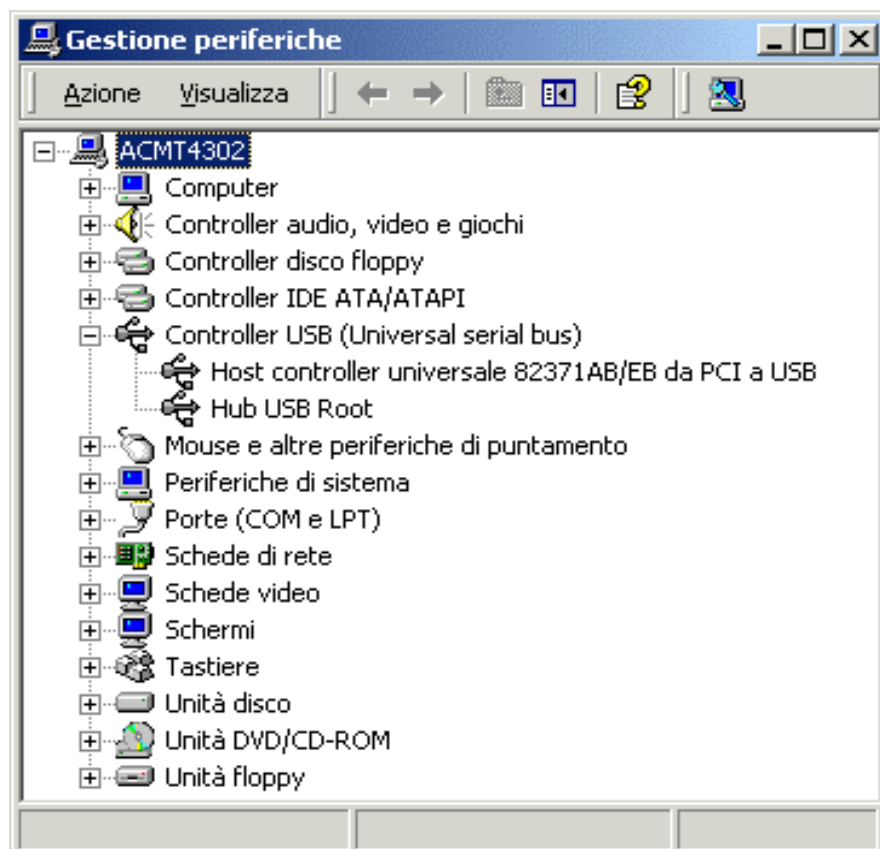 Gestione periferiche
Azione Visualizza
ACMT4302
Computer
Controller audio, video e giochi
Controller disco floppy
Controller IDE ATA/ATAPI
Controller USB (Universal serial bus)
Host controller universale 82371AB/EB da PCI a USB
Hub USB Root
Mouse e altre periferiche di puntamento
Periferiche di sistema
Porte (COM e LPT)
Schede di rete
Schede video
Schermi
Tastiere
Unità disco
Unità DVD/CD-ROM
Unità floppy